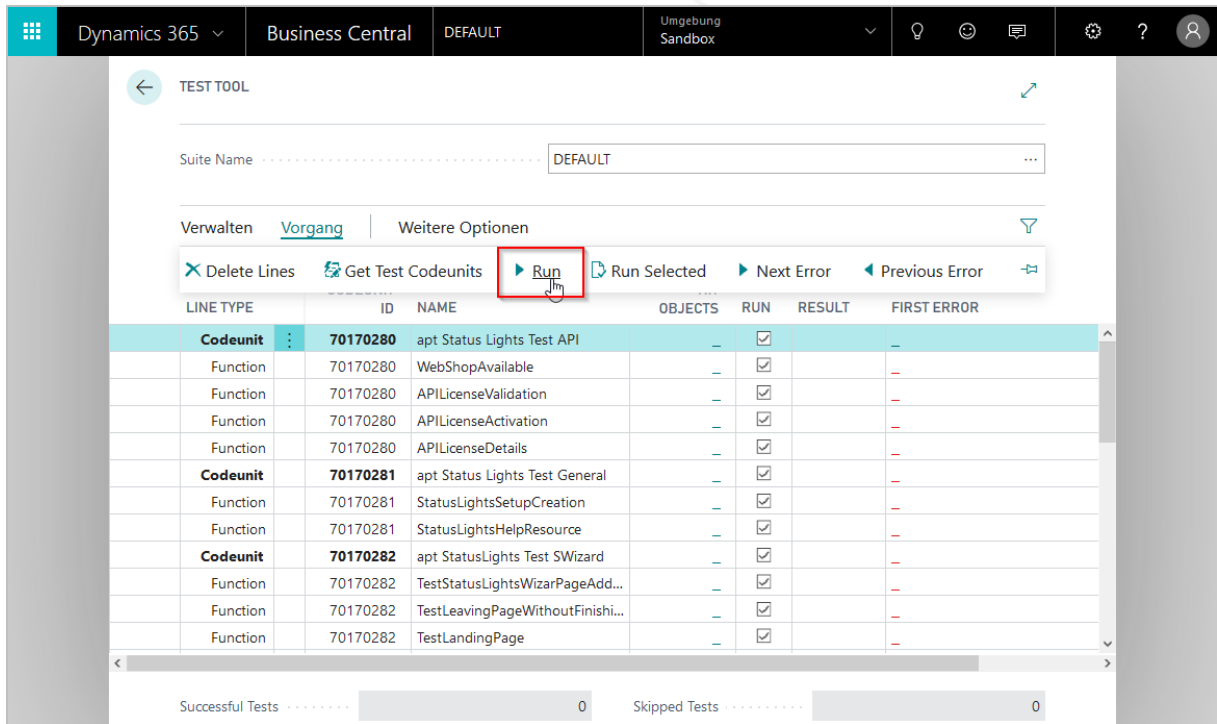 Dynamics 365 Business Central DEFAULT Umgebung Sandbox ?
TEST TOOL
Suite Name DEFAULT ...
Verwalten Vorgang Weitere Optionen
Delete Lines Get Test Codeunits Run Run Selected Next Error Previous Error
LINE TYPE ID NAME OBJECTS RUN RESULT FIRST ERROR
Codeunit 70170280 apt Status Lights Test API _ _
Function 70170280 WebShopAvailable _ _
Function 70170280 APILicenseValidation _ _
Function 70170280 APILicenseActivation _ _
Function 70170280 APILicenseDetails _ _
Codeunit 70170281 apt Status Lights Test General _ _
Function 70170281 StatusLightsSetupCreation _ _
Function 70170281 StatusLightsHelpResource _ _
Codeunit 70170282 apt StatusLights Test SWizard _ _
Function 70170282 TestStatusLightsWizarPageAdd... _ _
Function 70170282 TestLeavingPageWithoutFinishi... _ _
Function 70170282 TestLandingPage _ _
Successful Tests 0 Skipped Tests 0